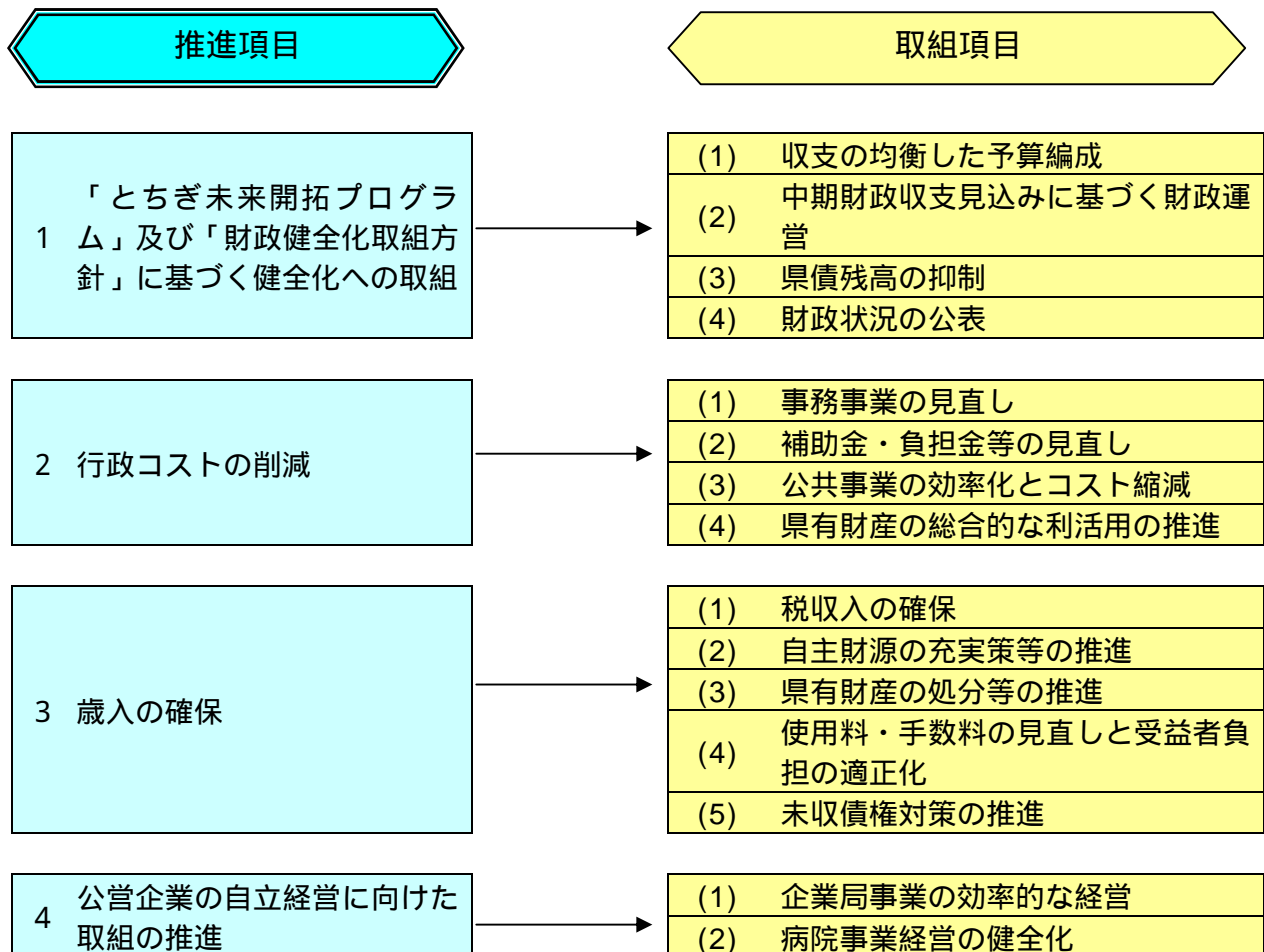 推進項目
取組項目
1 「とちぎ未来開拓プログラ
ム」及び「財政健全化取組方
針」に基づく健全化への取組
(1) 収支の均衡した予算編成
(2) 中期財政収支見込みに基づく財政運
営
(3) 県債残高の抑制
(4) 財政状況の公表
2 行政コストの削減
(1) 事務事業の見直し
(2) 補助金・負担金等の見直し
(3) 公共事業の効率化とコスト縮減
(4) 県有財産の総合的な利活用の推進
3 歳入の確保
(1) 税収入の確保
(2) 自主財源の充実策等の推進
(3) 県有財産の処分等の推進
(4) 使用料・手数料の見直しと受益者負
担の適正化
(5) 未収債権対策の推進
4 公営企業の自立経営に向けた
取組の推進
(1) 企業局事業の効率的な経営
(2) 病院事業経営の健全化